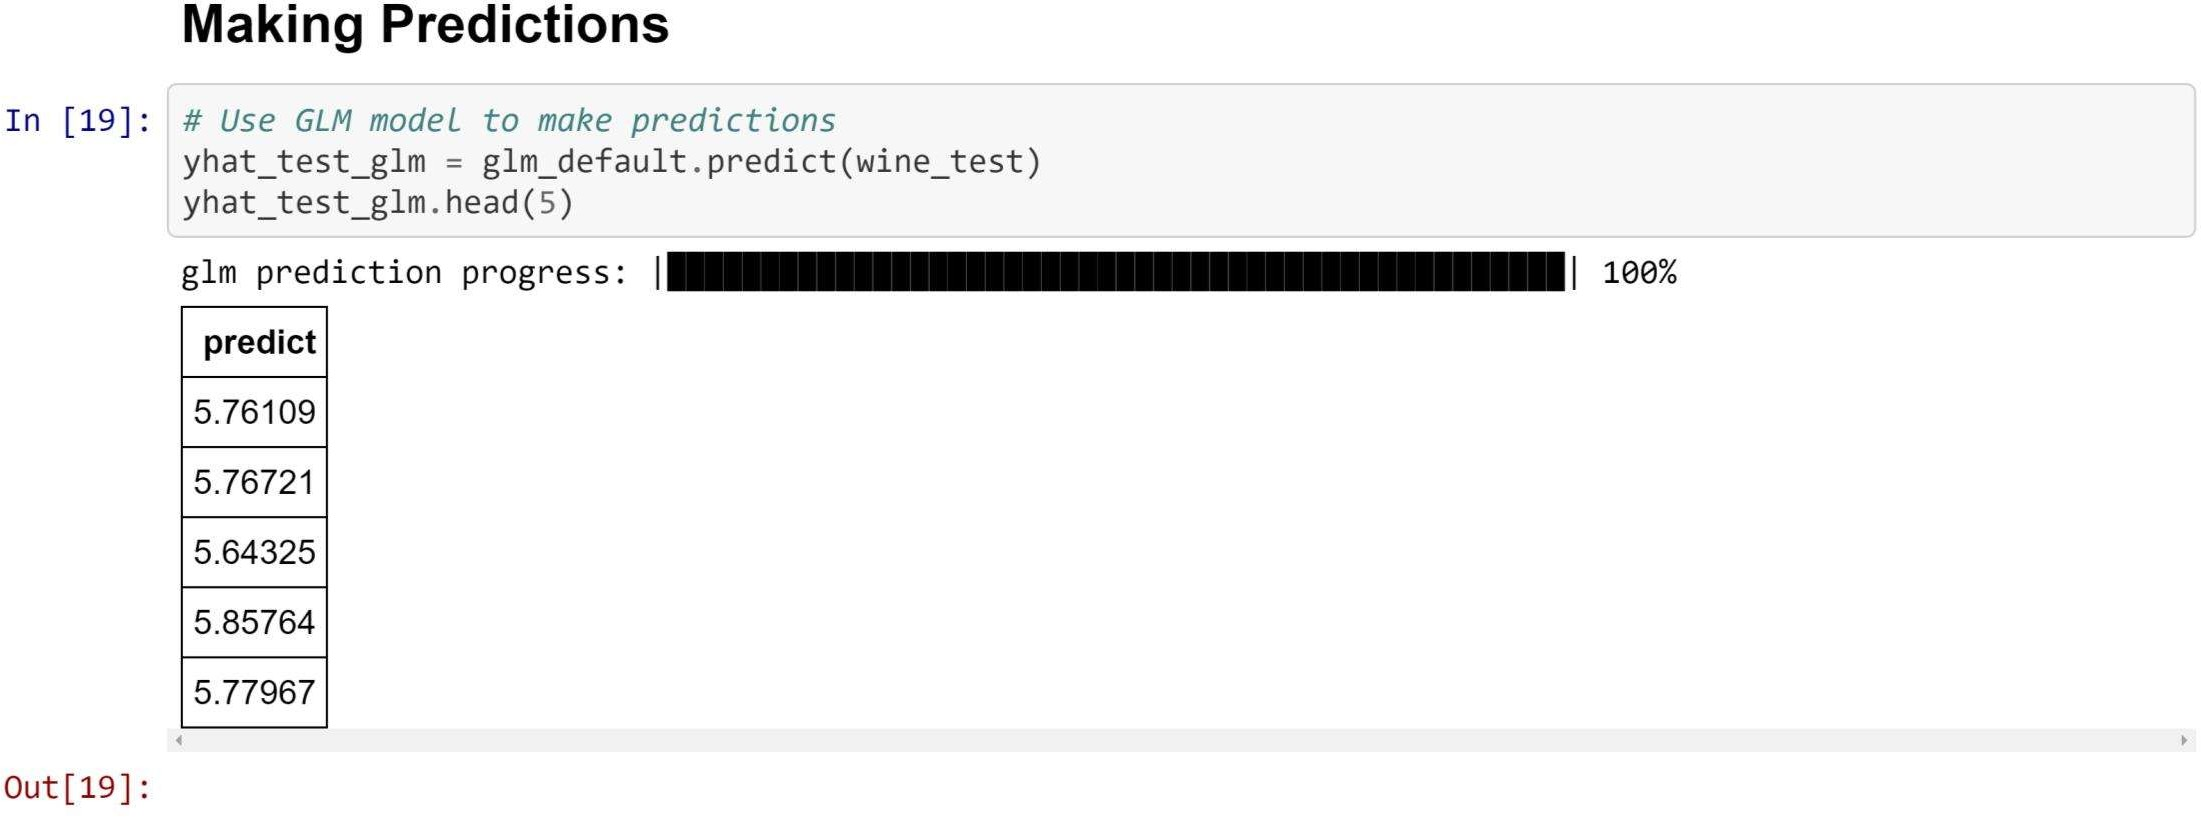 Making Predictions
In [19]: # Use GLM model to make predictions
yhat_test_glm = glm_default.predict(wine_test)
yhat_test_glm.head(5)
glm prediction progress: |████████████████████████████████████████████████| 100%
predict
5.76109
5.76721
5.64325
5.85764
5.77967
Out[19]: